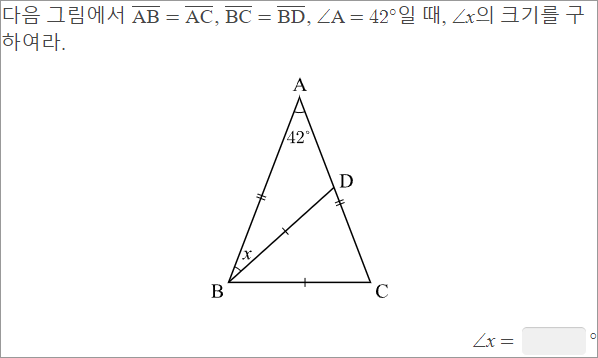 다음 그림에서 AB = AC, BC = BD, ∠A = 42°일 때, ∠x의 크기를 구
하여라.
A
42°
D
x
B
C
∠x = °